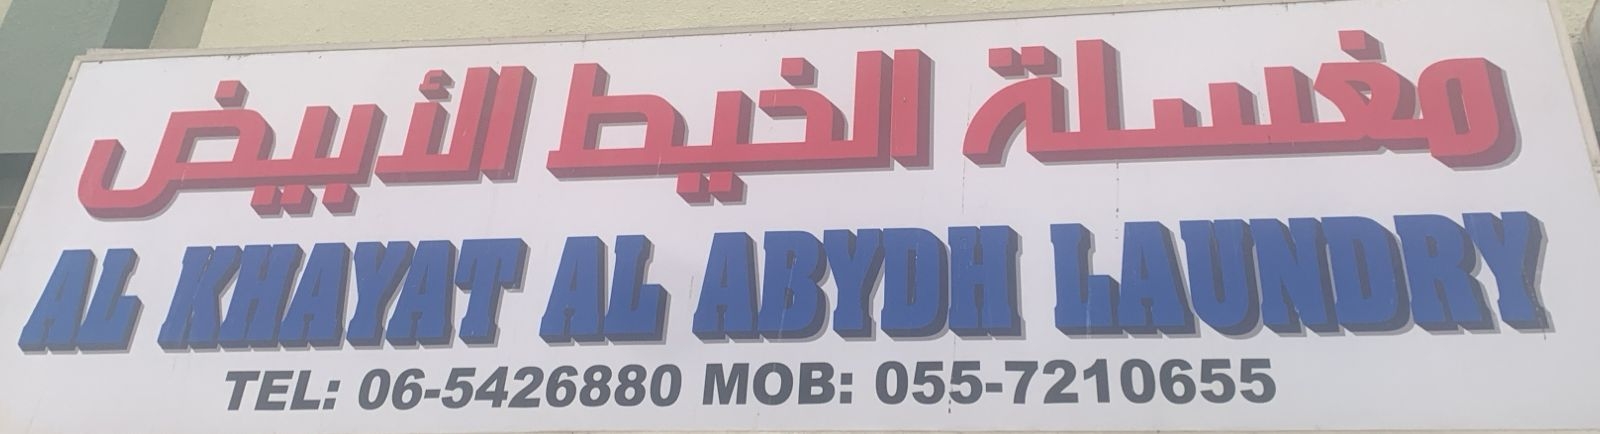 مغسلة الخيط الأبيض
AL KHAYAT AL ABYDH LAUNDRY
TEL: 06-5426880 MOB: 055-7210655